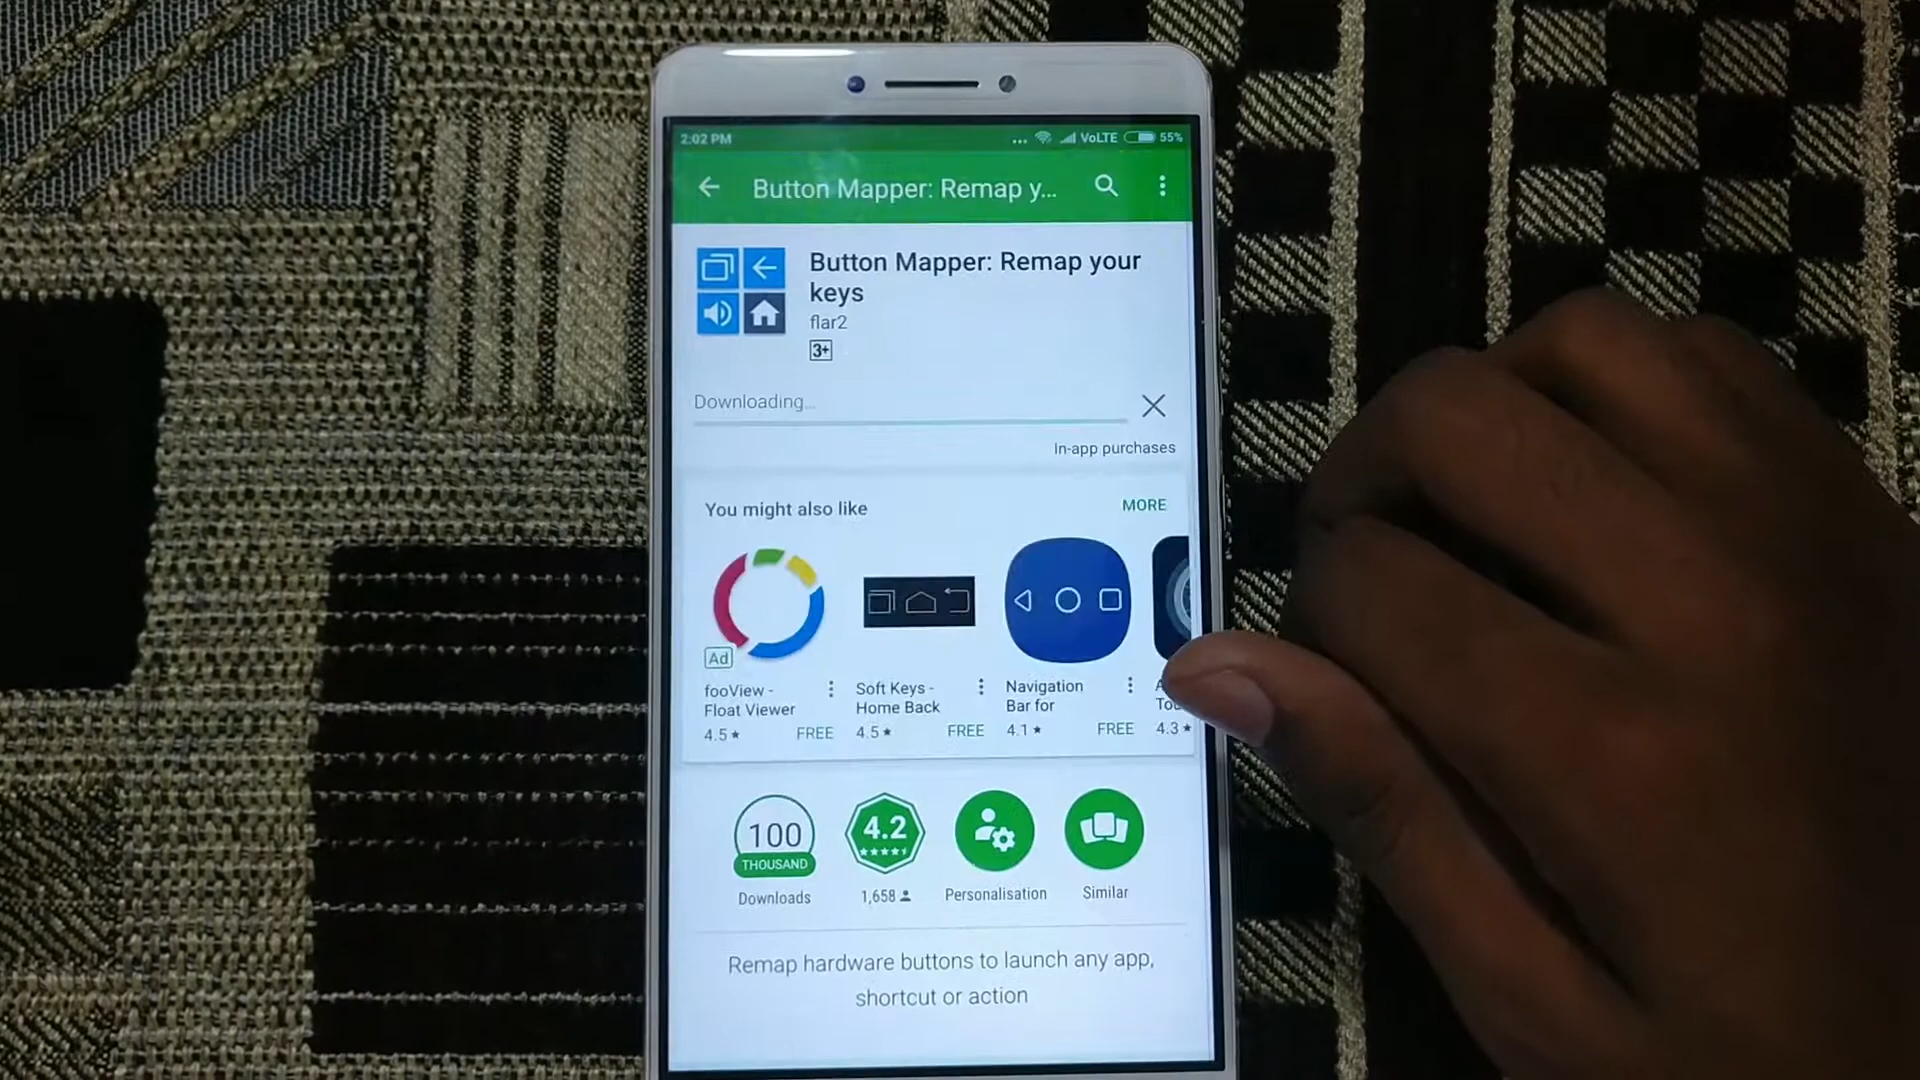 2:02 PM
... VoLTE 55%
Button Mapper: Remap y...
Button Mapper: Remap your
keys
flar2
3+
Downloading...
In-app purchases
You might also like
MORE
Ad
fooView -
Float Viewer
4.5★
FREE
Soft Keys -
Home Back
4.5★
FREE
Navigation
Bar for
4.1★
FREE
4.3★
100
THOUSAND
Downloads
4.2
1,658
Personalisation
Similar
Remap hardware buttons to launch any app,
shortcut or action